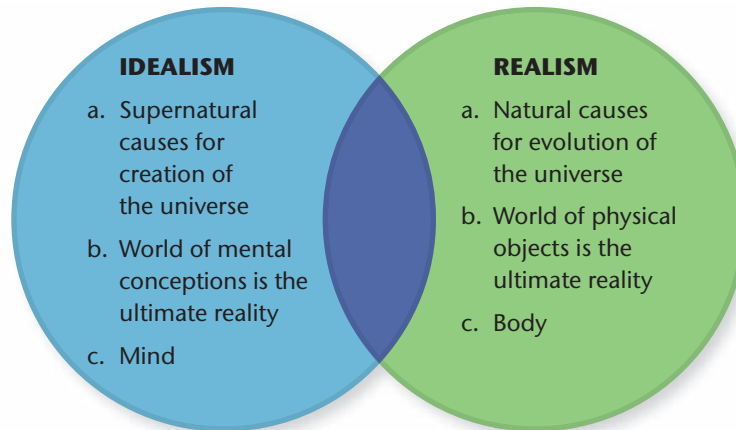 IDEALISM
a. Supernatural
causes for
creation of
the universe
b. World of mental
conceptions is the
ultimate reality
c. Mind
REALISM
a. Natural causes
for evolution of
the universe
b. World of physical
objects is the
ultimate reality
c. Body